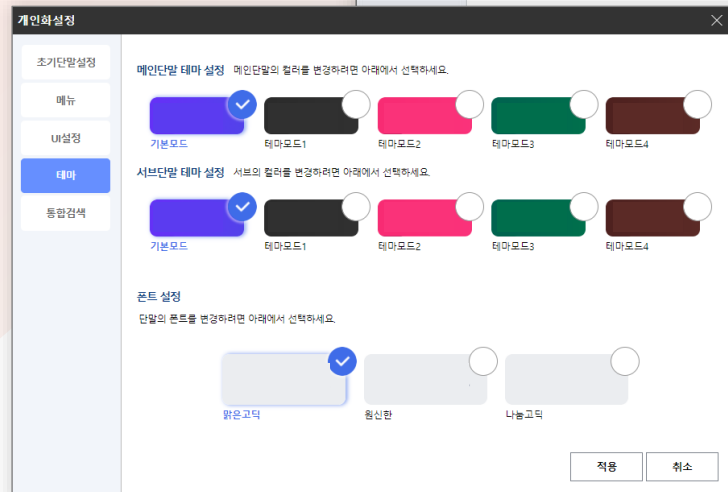 개인화설정
초기단말설정
메뉴
UI설정
테마
통합검색
메인단말 테마 설정 메인단말의 컬러를 변경하려면 아래에서 선택하세요.
기본모드 테마모드1 테마모드2 테마모드3 테마모드4
서브단말 테마 설정 서브의 컬러를 변경하려면 아래에서 선택하세요.
기본모드 테마모드1 테마모드2 테마모드3 테마모드4
폰트 설정
단말의 폰트를 변경하려면 아래에서 선택하세요.
맑은고딕 원신한 나눔고딕
적용 취소